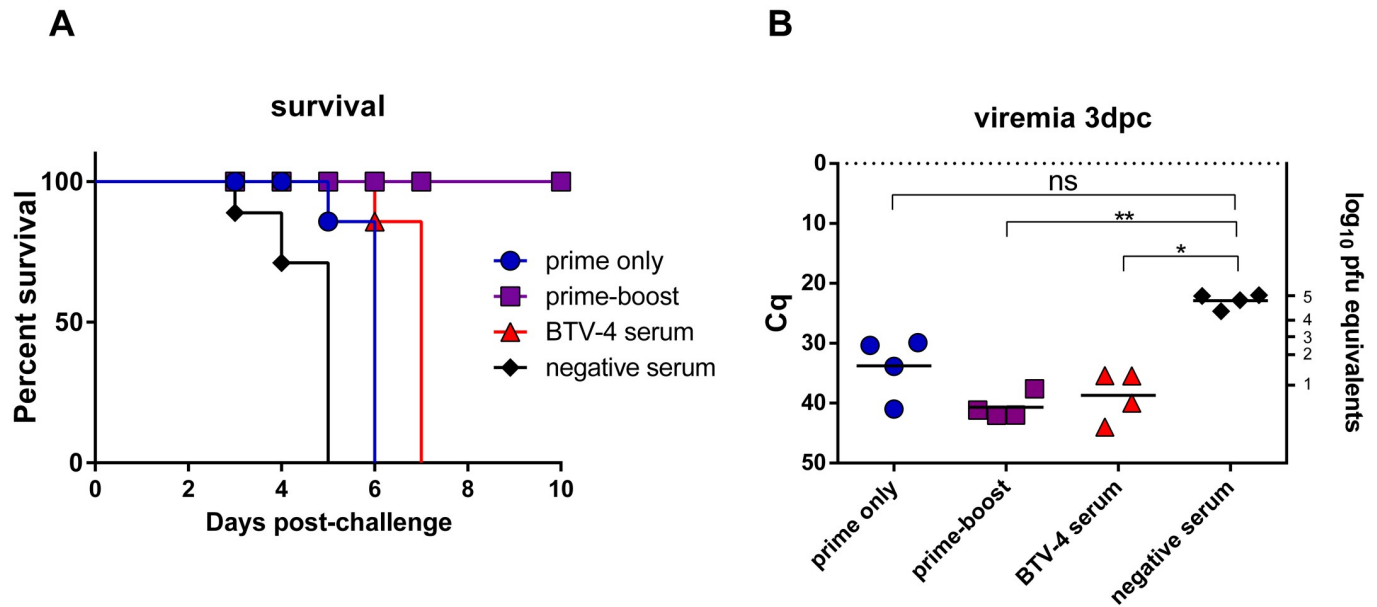 A
survival
Percent survival
100
50
0
0 2 4 6 8 10
Days post-challenge
prime only
prime-boost
BTV-4 serum
negative serum
B
viremia 3dpc
Cq
0
10
20
30
40
50
ns
**
*
5
4
3
2
1
log10 pfu equivalents
prime only
prime-boost
BTV-4 serum
negative serum